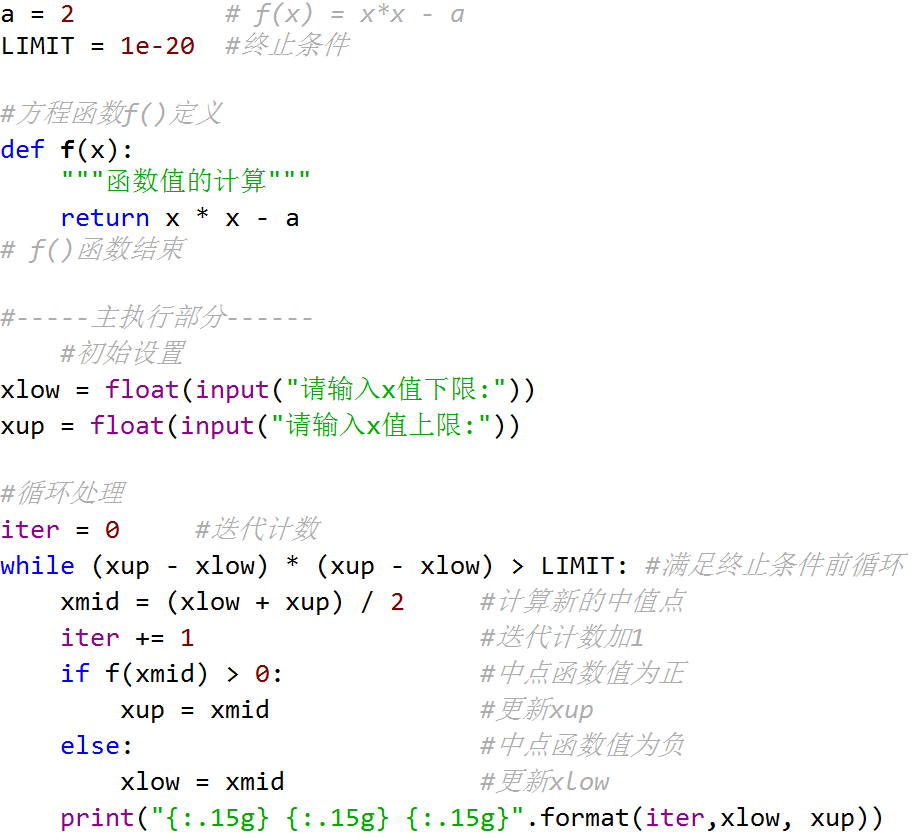 a = 2          # f(x) = x*x - a
LIMIT = 1e-20  #终止条件
#方程函数f()定义
def f(x):
    """函数值的计算"""
    return x * x - a
# f()函数结束
#-----主执行部分------
    #初始设置
xlow = float(input("请输入x值下限:"))
xup = float(input("请输入x值上限:"))
#循环处理
iter = 0     #迭代计数
while (xup - xlow) * (xup - xlow) > LIMIT: #满足终止条件前循环
    xmid = (xlow + xup) / 2     #计算新的中值点
    iter += 1                   #迭代计数加1
    if f(xmid) > 0:             #中点函数值为正
        xup = xmid              #更新xup
    else:                       #中点函数值为负
        xlow = xmid             #更新xlow
    print("{:.15g} {:.15g} {:.15g}".format(iter,xlow, xup))